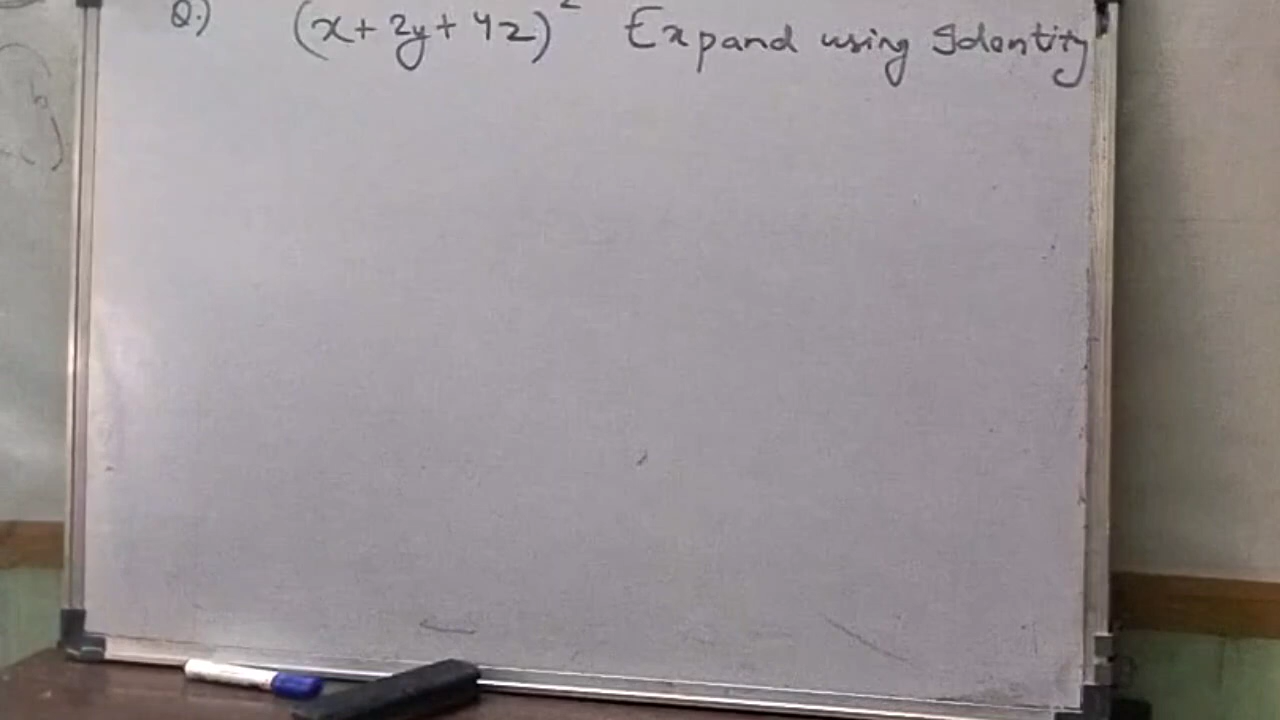 Q.) (x+2y+4z)² Expand using Identity